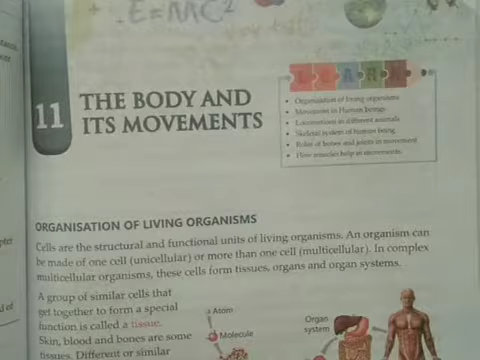 E=MC²
LEARN
11
THE BODY AND
ITS MOVEMENTS
• Organisation of living organisms
• Movements in Human beings
• Locomotion in different animals
• Skeletal system of human being
• Roles of bones and joints in movement
• How muscles help in movements
ORGANISATION OF LIVING ORGANISMS
Cells are the structural and functional units of living organisms. An organism can
be made of one cell (unicellular) or more than one cell (multicellular). In complex
multicellular organisms, these cells form tissues, organs and organ systems.
A group of similar cells that
get together to form a special
function is called a tissue.
Skin, blood and bones are some
tissues. Different or similar
Atom
Molecule
Organ
system